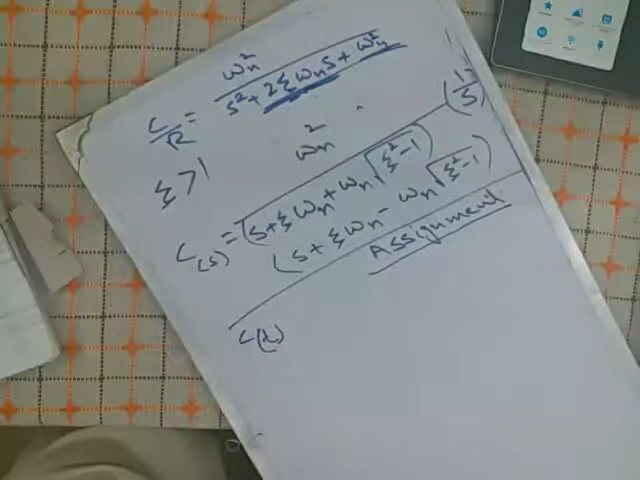 C/R = ωn² / (s² + 2ξωns + ωn²)
ξ > 1
C(s) = ωn² / ((s + ξωn + ωn√(ξ² - 1)) (s + ξωn - ωn√(ξ² - 1))) (1/s)
Assignment
c(t)